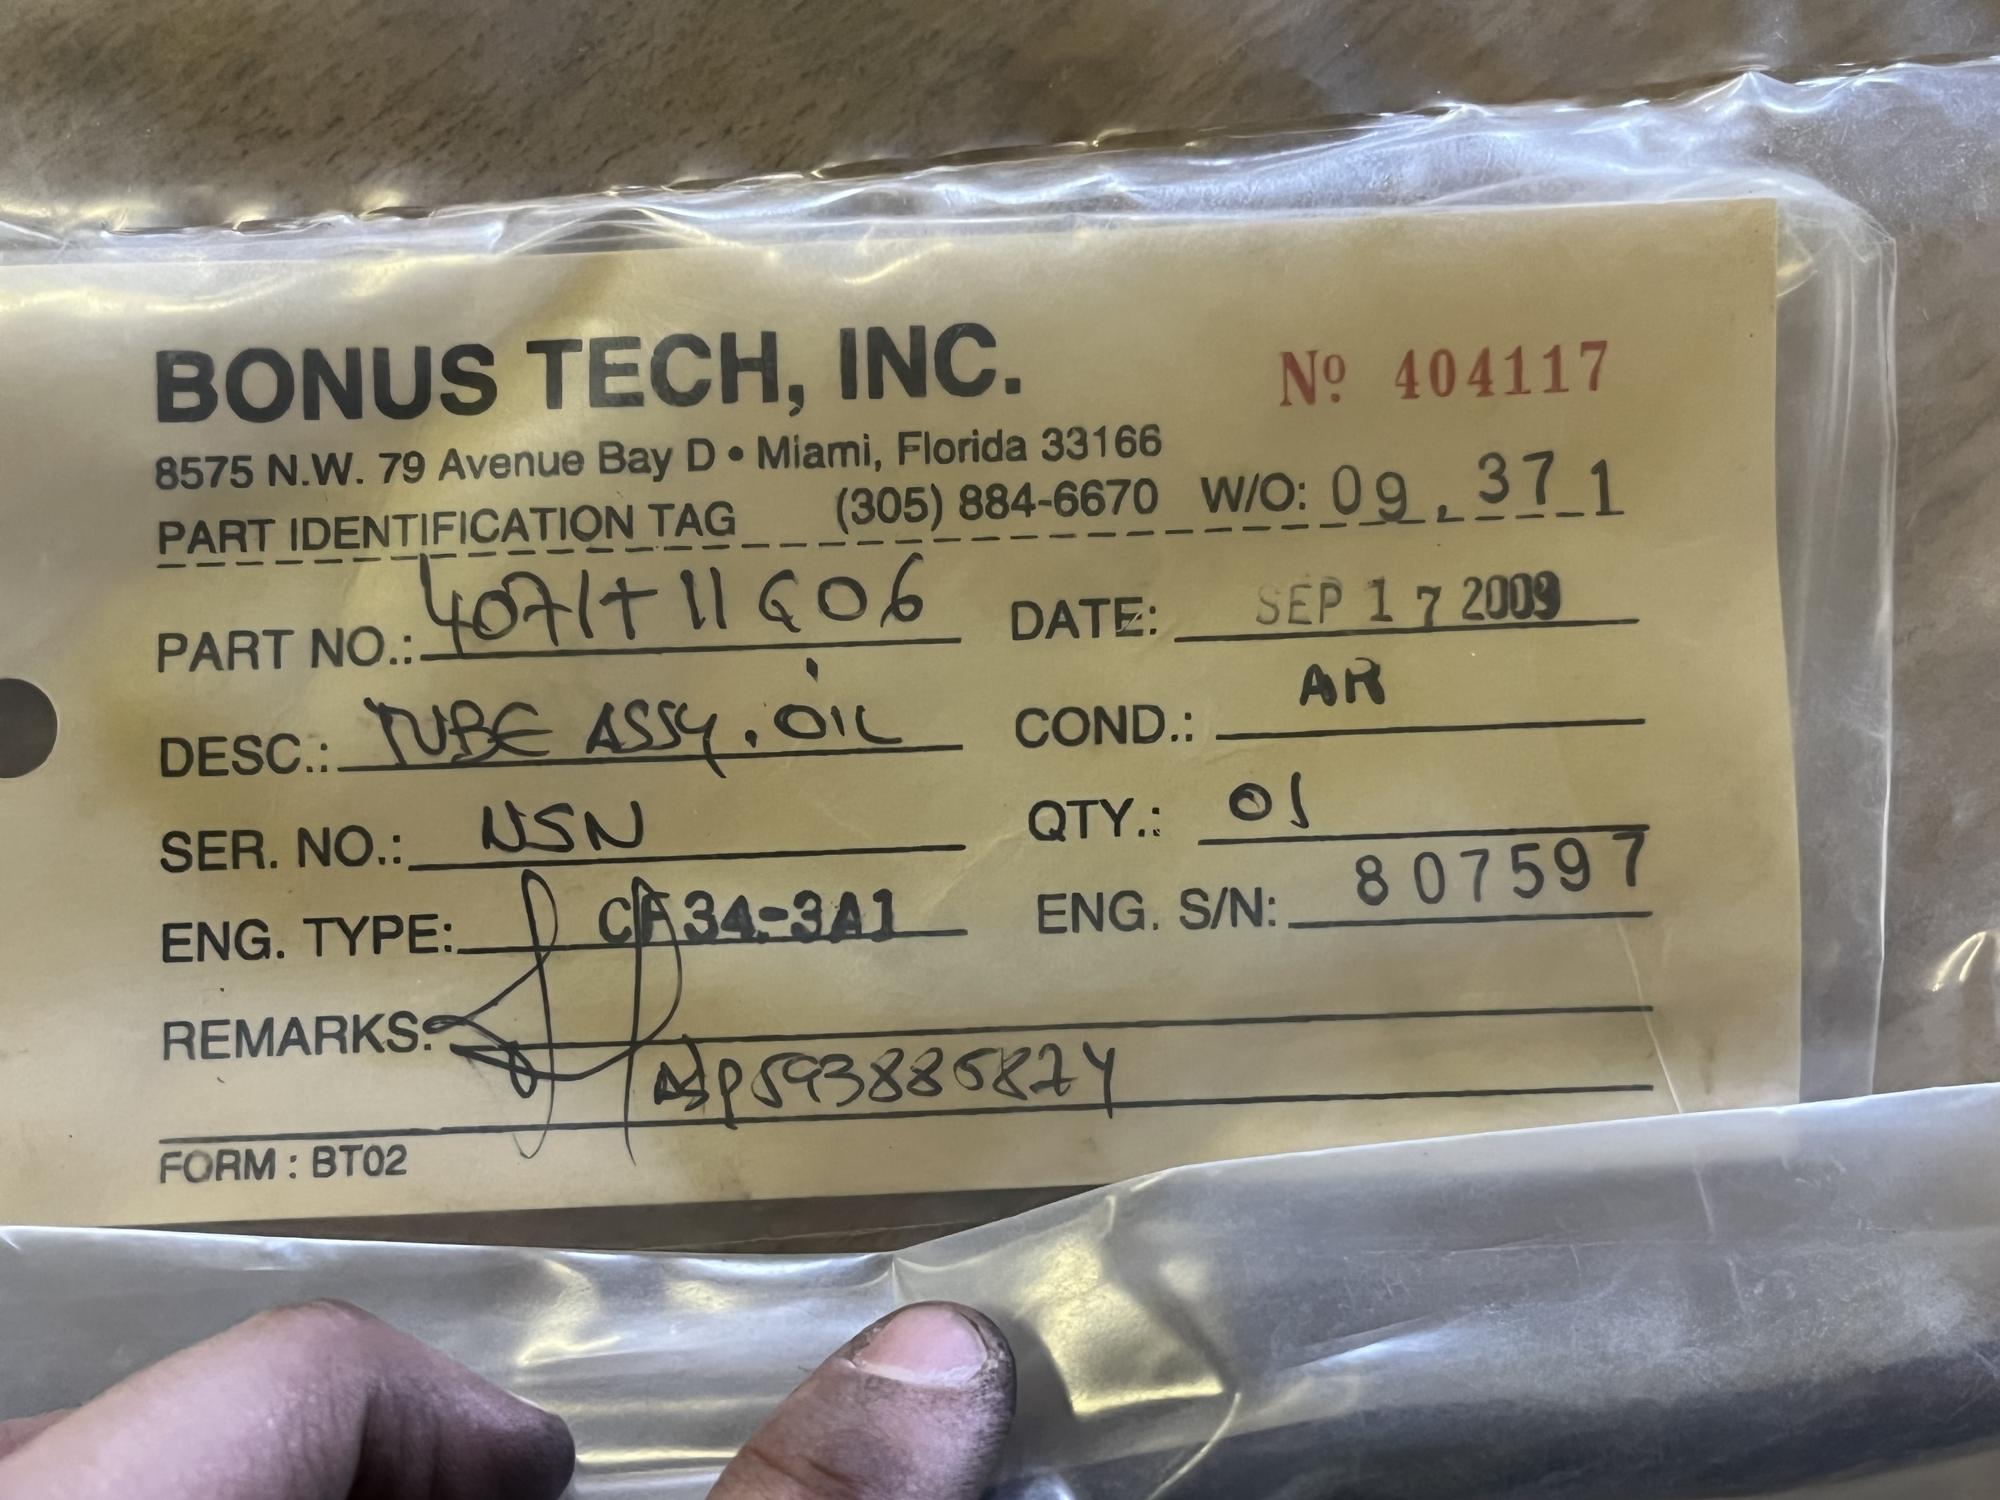 BONUS TECH, INC.
Nº 404117
8575 N.W. 79 Avenue Bay D • Miami, Florida 33166
PART IDENTIFICATION TAG (305) 884-6670 W/O: 09.371
PART NO.: 4071T11G06 DATE: SEP 17 2009
DESC.: TUBE ASSY. OIL COND.: AR
SER. NO.: NSN QTY.: 01
ENG. TYPE: CF34-3A1 ENG. S/N: 807597
REMARKS:
FORM : BT02